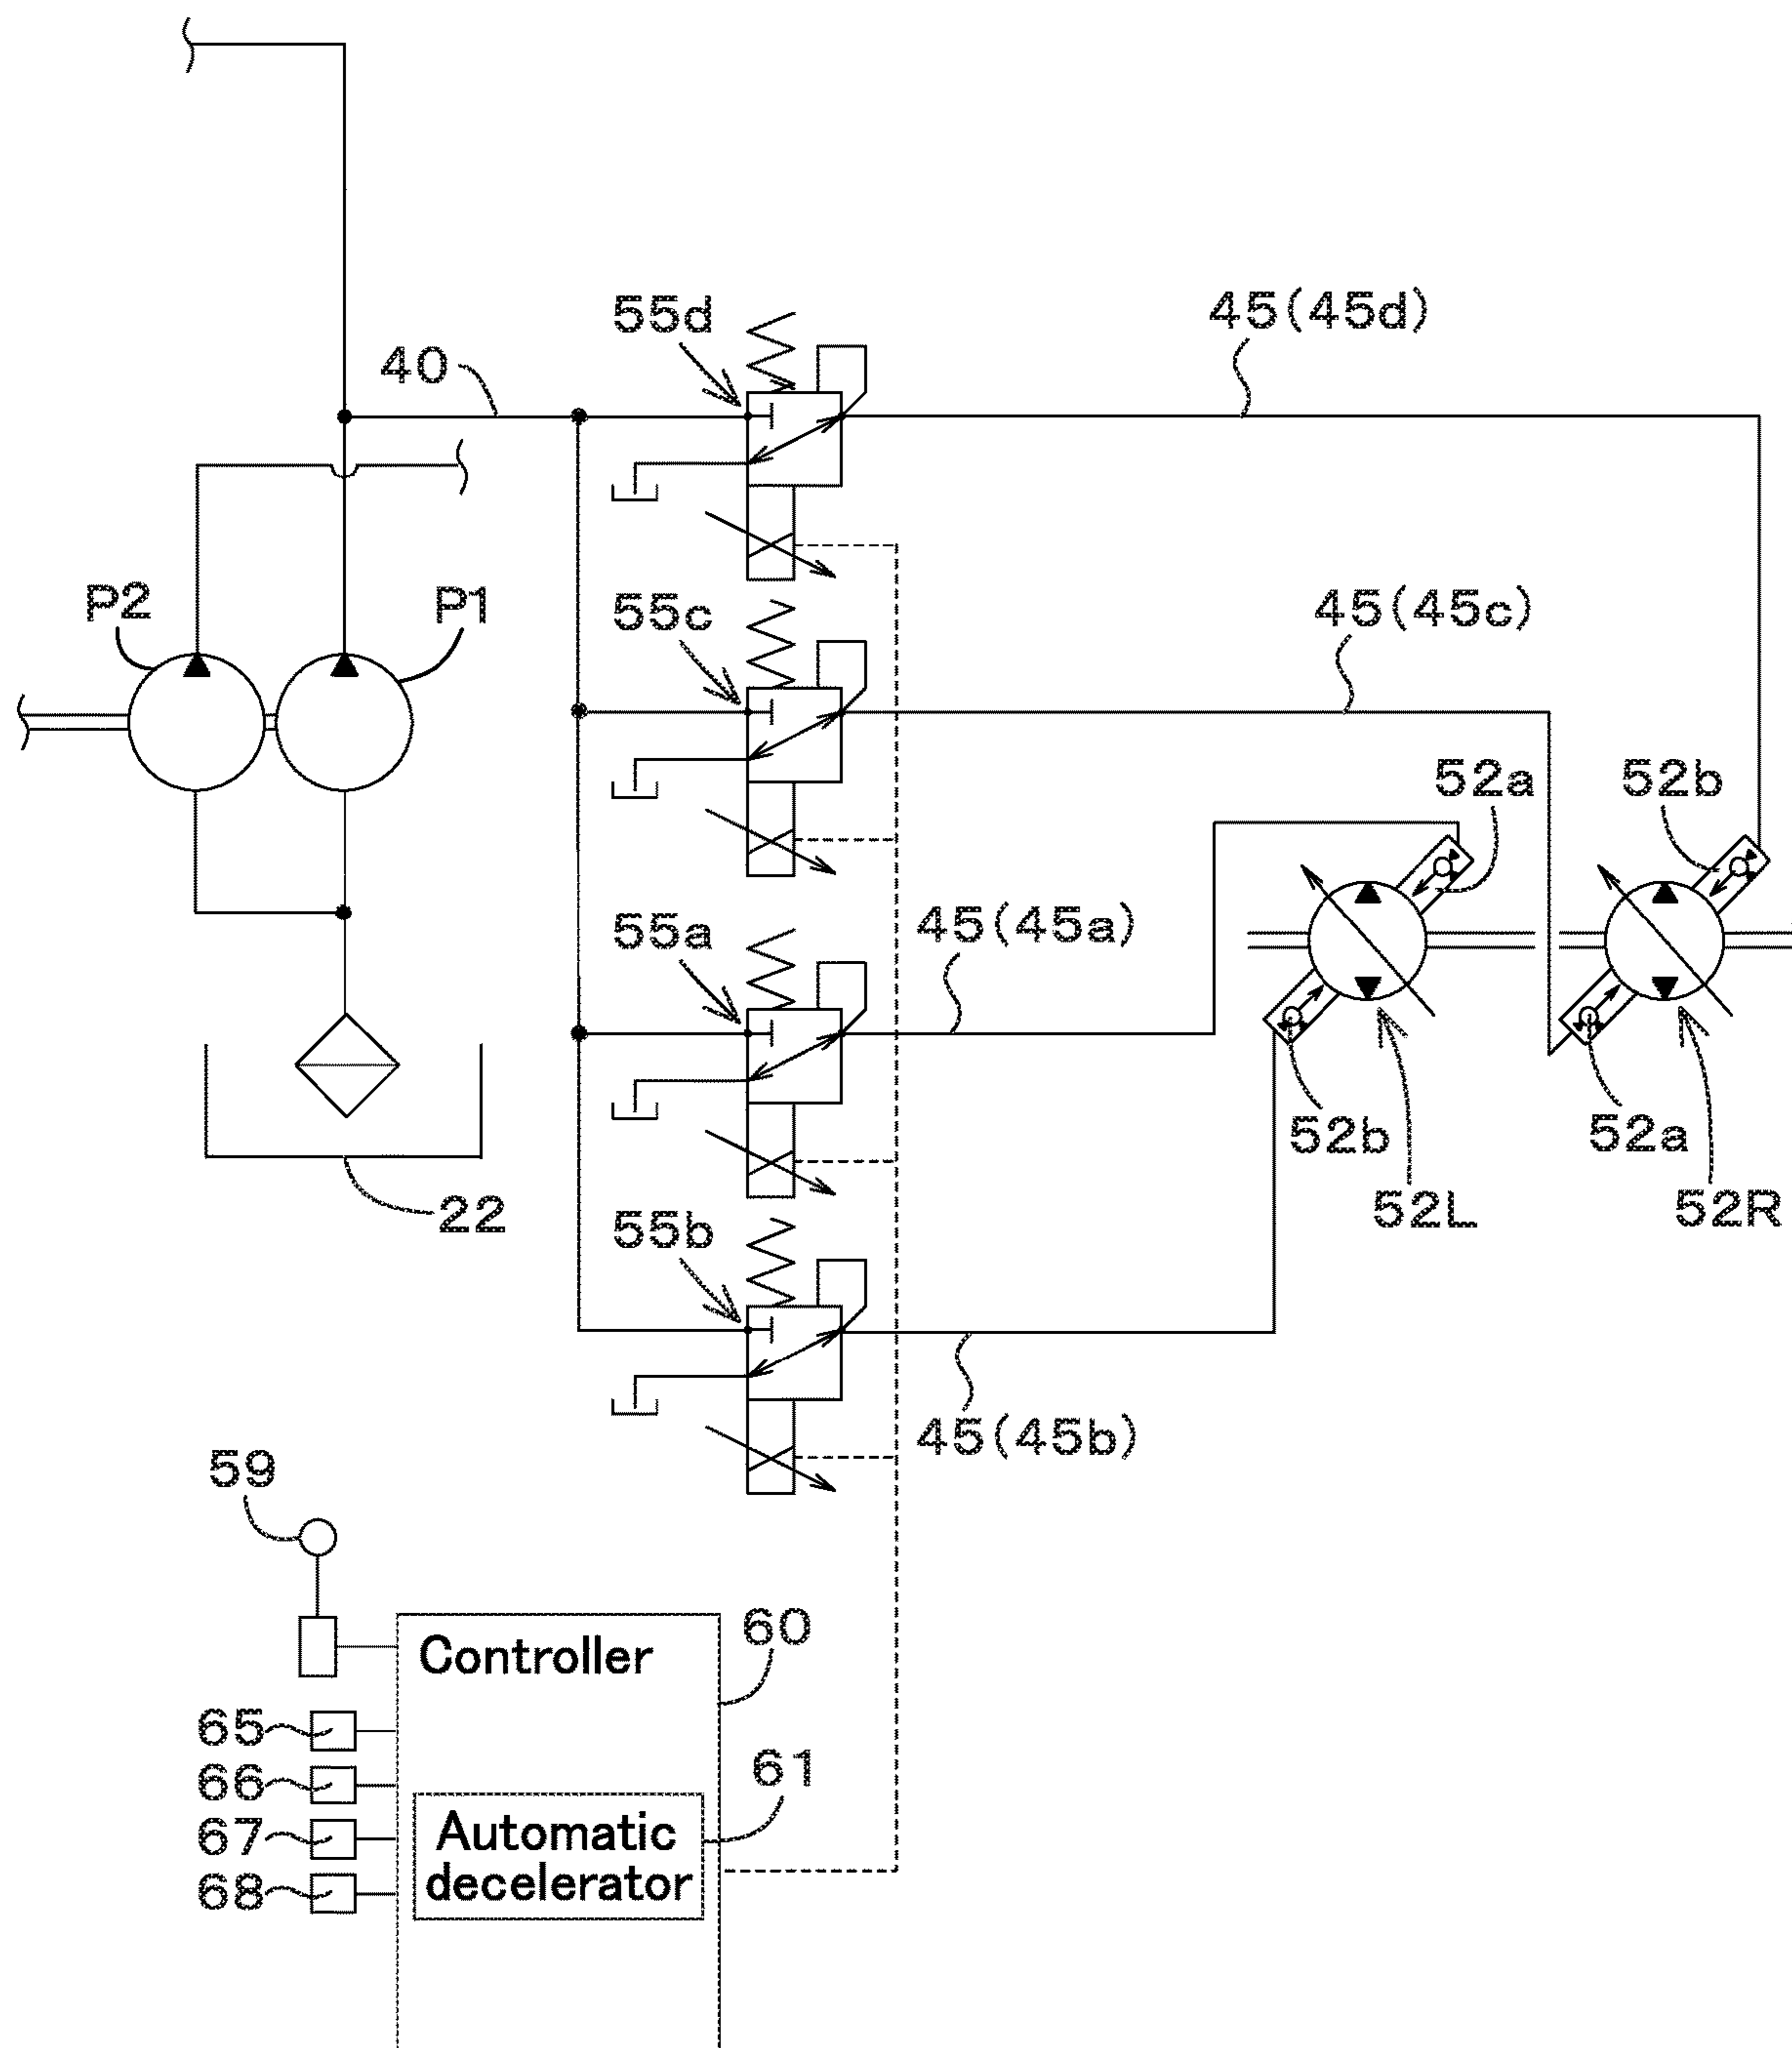 55d
45(45d)
40
P2
P1
55c
45(45c)
52a
52b
55a
45(45a)
52b
52a
22
52L
52R
55b
45(45b)
59
60
Controller
65
66
61
67
Automatic
decelerator
68